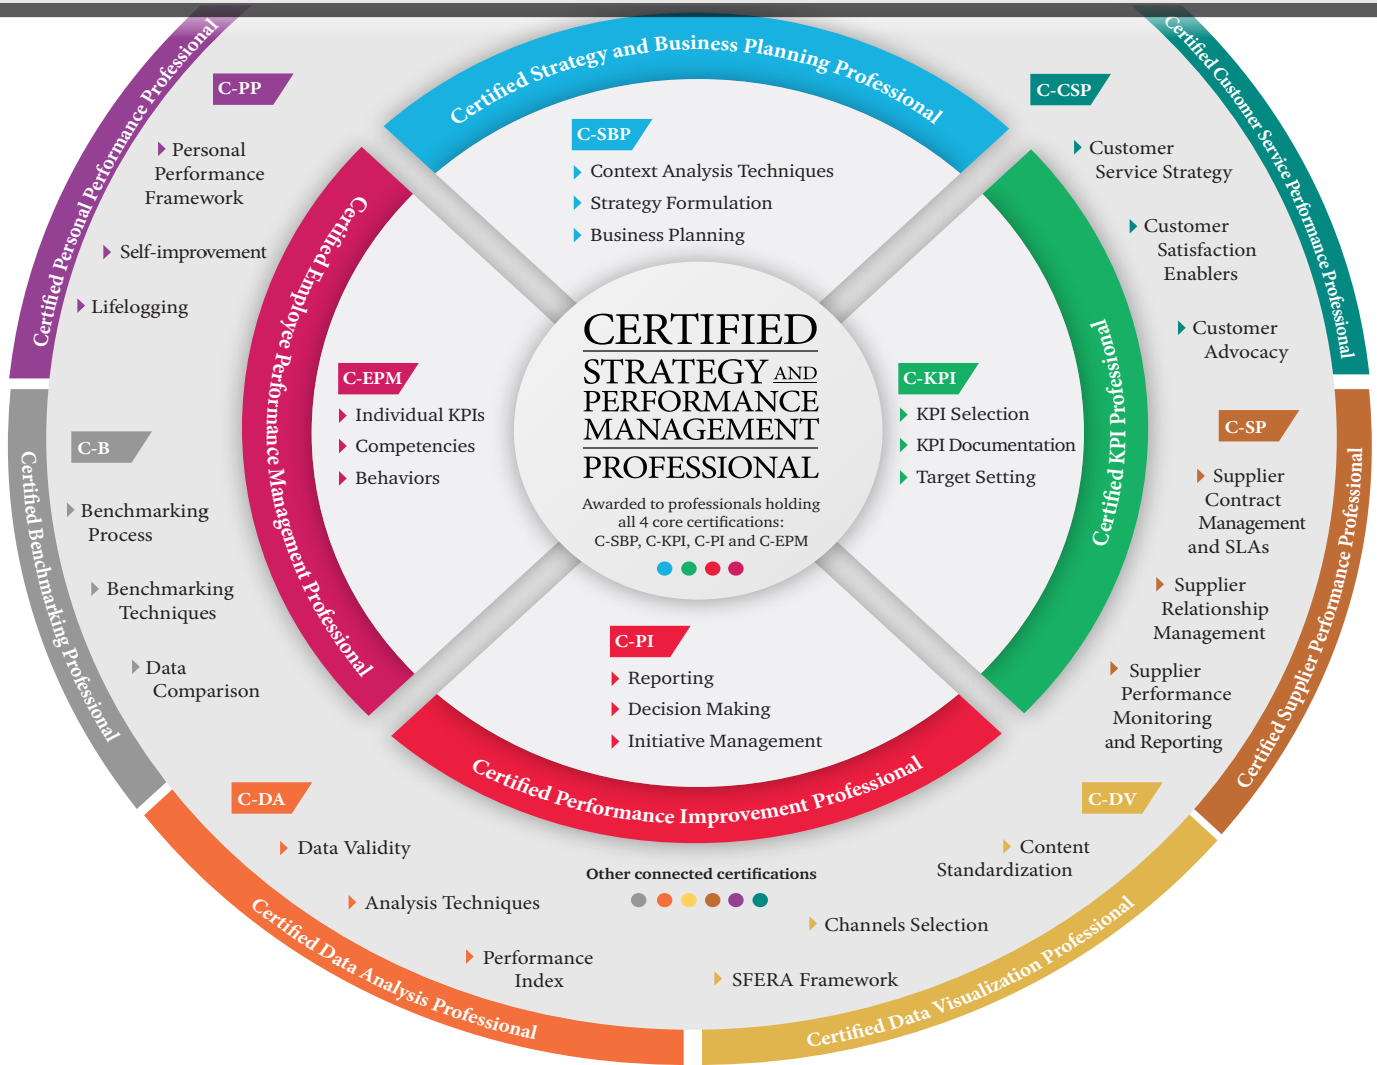 Certified Strategy and Business Planning Professional
C-SBP
Context Analysis Techniques
Strategy Formulation
Business Planning
Certified KPI Professional
C-KPI
KPI Selection
KPI Documentation
Target Setting
Certified Performance Improvement Professional
C-PI
Reporting
Decision Making
Initiative Management
Certified Employee Performance Management Professional
C-EPM
Individual KPIs
Competencies
Behaviors
CERTIFIED
STRATEGY AND
PERFORMANCE
MANAGEMENT
PROFESSIONAL
Awarded to professionals holding
all 4 core certifications:
C-SBP, C-KPI, C-PI and C-EPM
Certified Personal Performance Professional
C-PP
Personal
Performance
Framework
Self-improvement
Lifelogging
Certified Customer Service Performance Professional
C-CSP
Customer
Service Strategy
Customer
Satisfaction
Enablers
Customer
Advocacy
Certified Supplier Performance Professional
C-SP
Supplier
Contract
Management
and SLAs
Supplier
Relationship
Management
Supplier
Performance
Monitoring
and Reporting
Certified Benchmarking Professional
C-B
Benchmarking
Process
Benchmarking
Techniques
Data
Comparison
Certified Data Analysis Professional
C-DA
Data Validity
Analysis Techniques
Performance
Index
Certified Data Visualization Professional
C-DV
Content
Standardization
Channels Selection
SFERA Framework
Other connected certifications